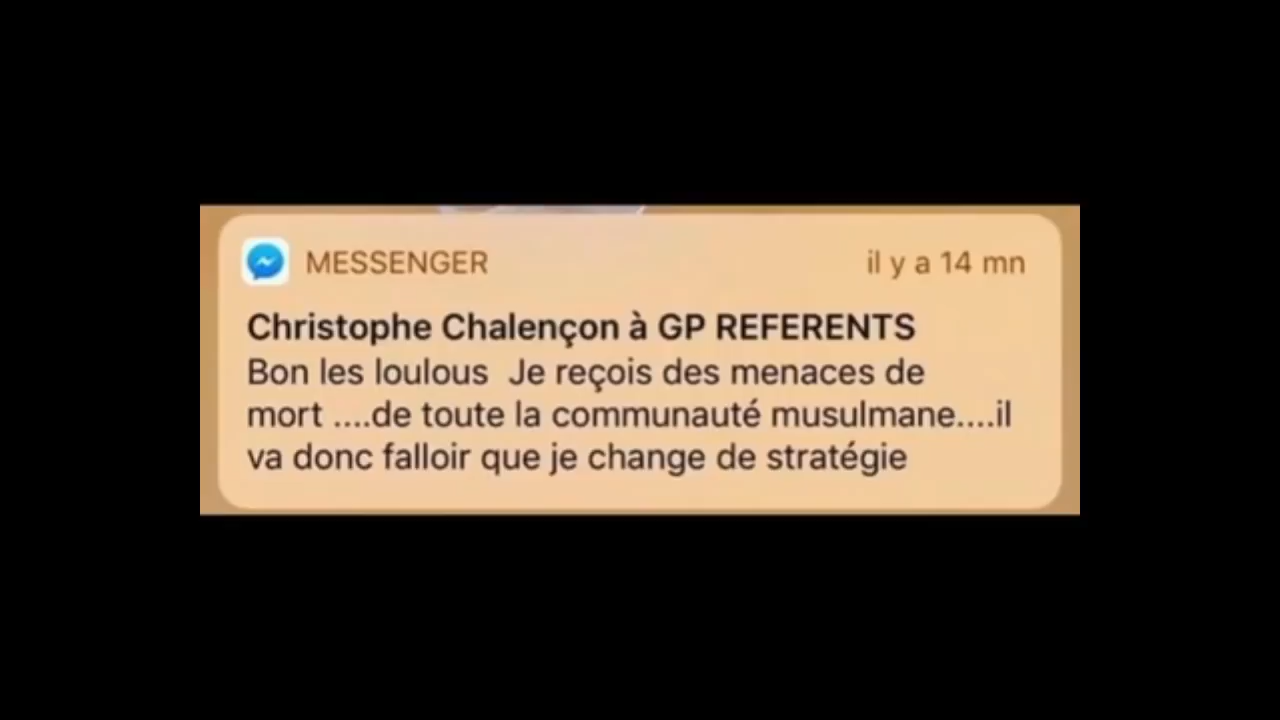 MESSENGER il y a 14 mn
Christophe Chalençon à GP REFERENTS
Bon les loulous  Je reçois des menaces de
mort ....de toute la communauté musulmane....il
va donc falloir que je change de stratégie